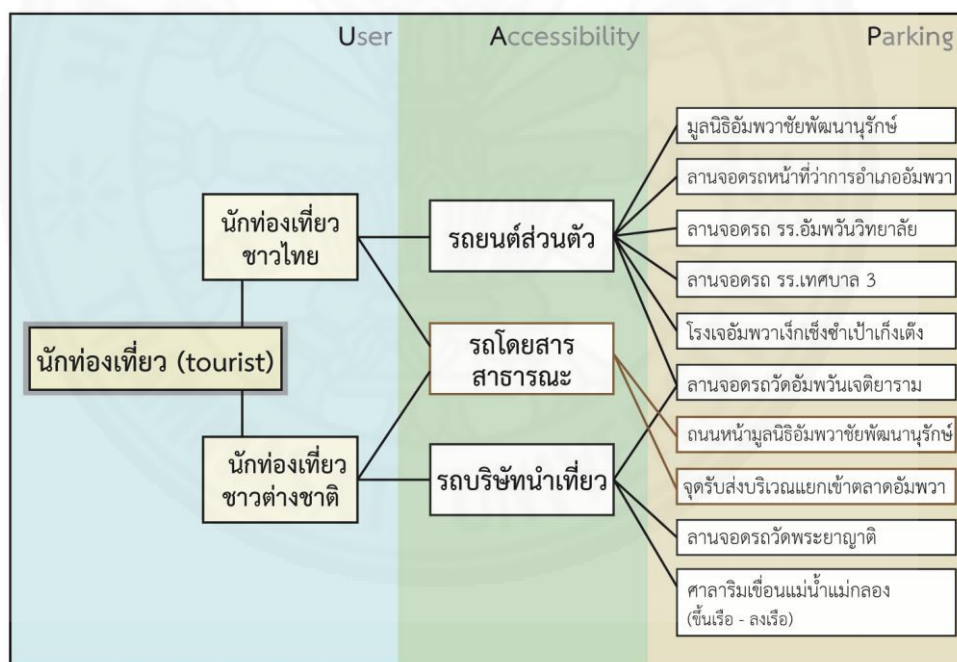 User
Accessibility
Parking
นักท่องเที่ยว (tourist)
นักท่องเที่ยว
ชาวไทย
นักท่องเที่ยว
ชาวต่างชาติ
รถยนต์ส่วนตัว
รถโดยสาร
สาธารณะ
รถบริษัทนำเที่ยว
มูลนิธิอัมพวาชัยพัฒนานุรักษ์
ลานจอดรถหน้าที่ว่าการอำเภออัมพวา
ลานจอดรถ รร.อัมพวันวิทยาลัย
ลานจอดรถ รร.เทศบาล 3
โรงเจอัมพวาเง็กเซ็งซำเป้าเก็งเต๊ง
ลานจอดรถวัดอัมพวันเจติยาราม
ถนนหน้ามูลนิธิอัมพวาชัยพัฒนานุรักษ์
จุดรับส่งบริเวณแยกเข้าตลาดอัมพวา
ลานจอดรถวัดพระยาญาติ
ศาลาริมเขื่อนแม่น้ำแม่กลอง
(ขึ้นเรือ - ลงเรือ)